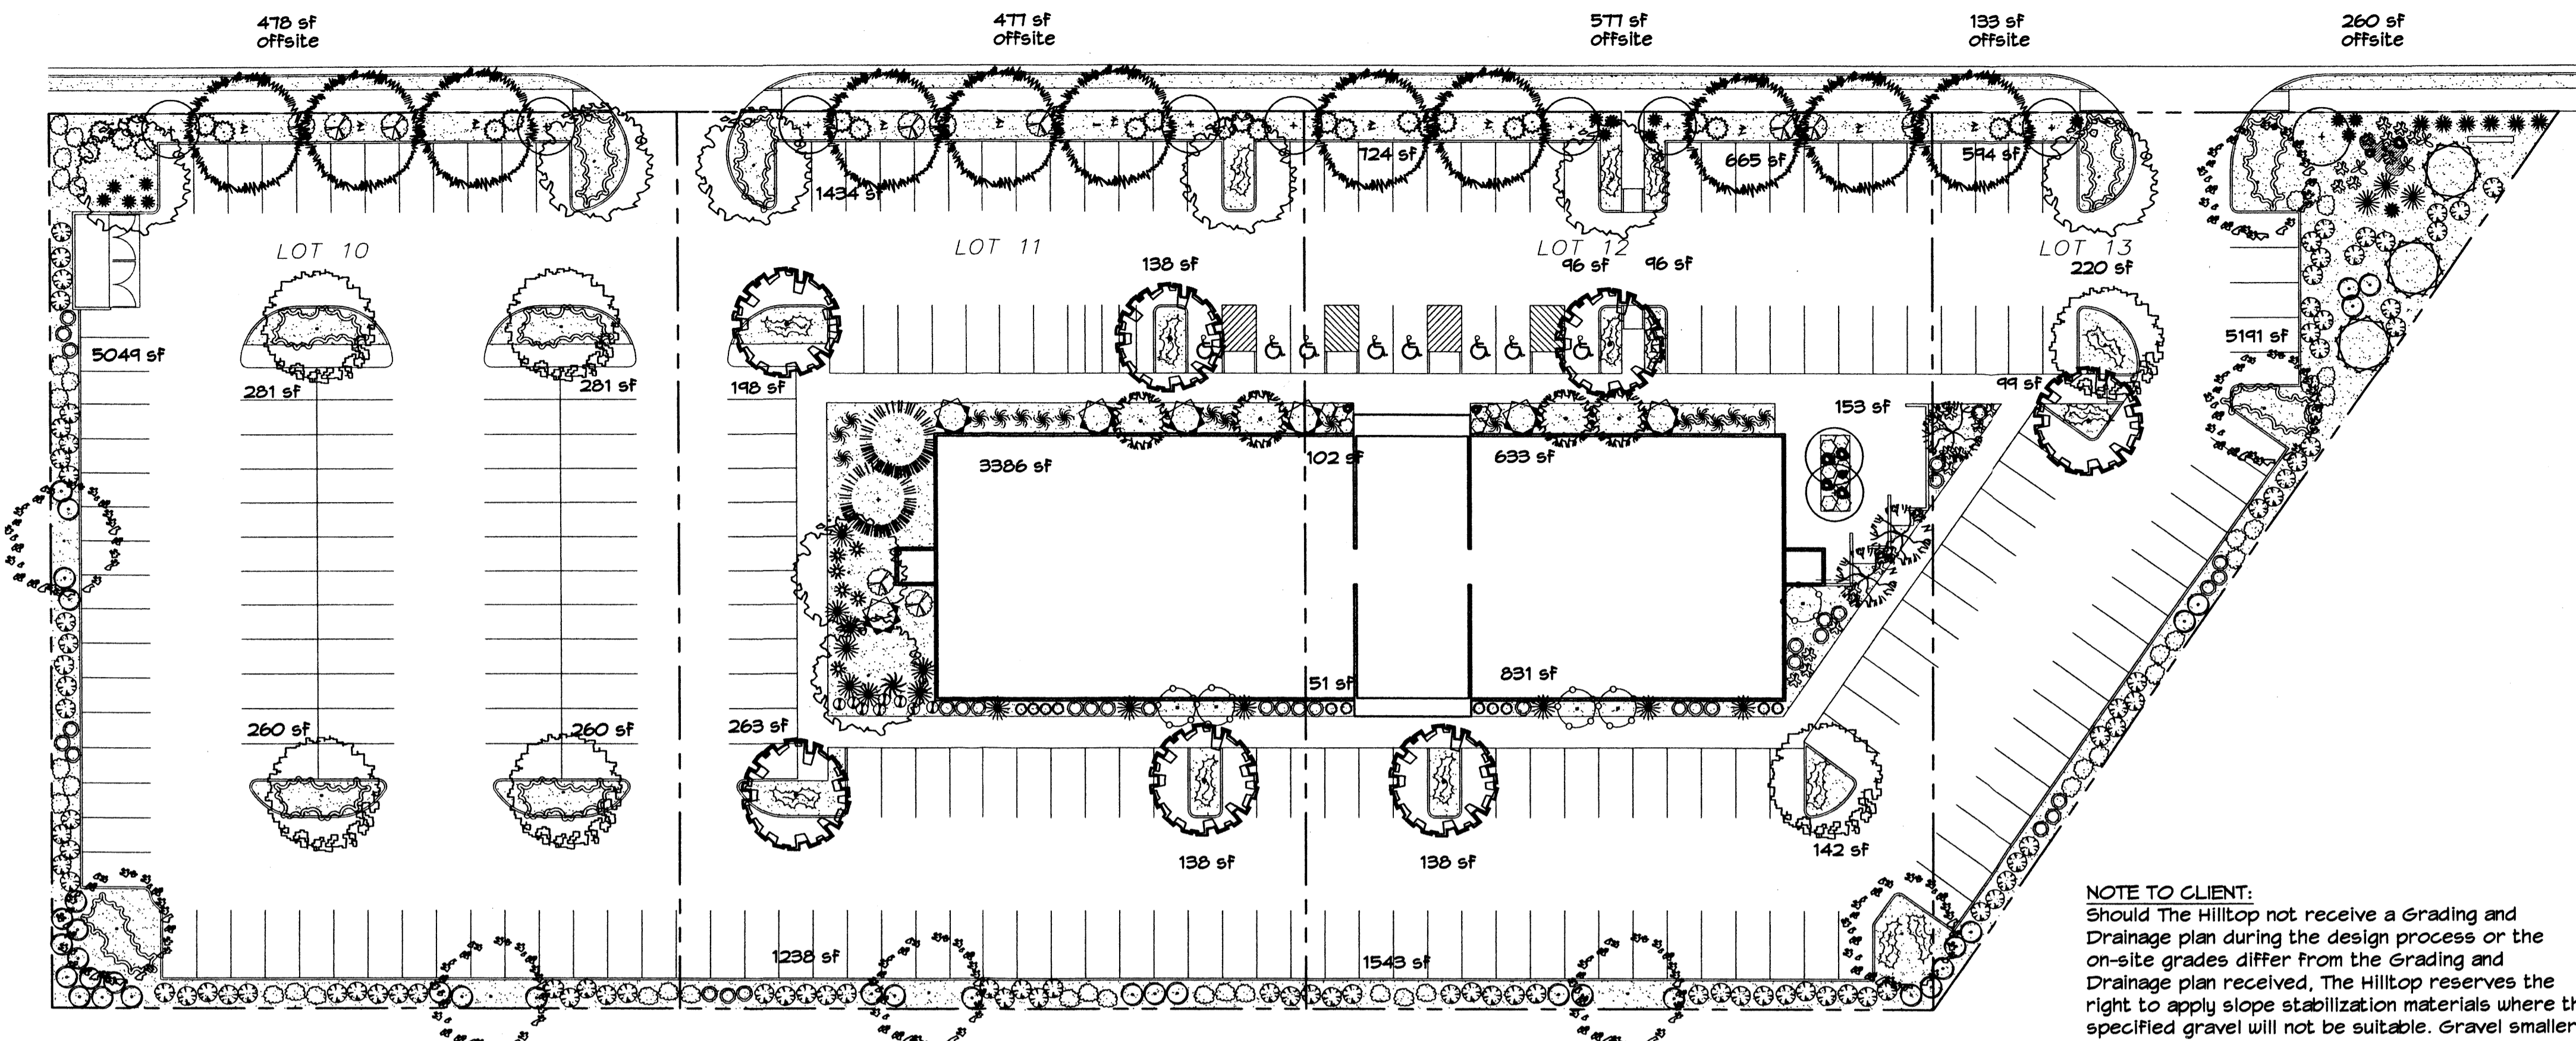 478 sf
offsite
477 sf
offsite
577 sf
offsite
133 sf
offsite
260 sf
offsite
724 sf
665 sf
594 sf
1434 sf
LOT 10
LOT 11
LOT 12
LOT 13
138 sf
96 sf
96 sf
220 sf
5049 sf
5191 sf
281 sf
281 sf
198 sf
99 sf
153 sf
3386 sf
102 sf
633 sf
51 sf
831 sf
260 sf
260 sf
263 sf
138 sf
138 sf
142 sf
1238 sf
1543 sf
NOTE TO CLIENT:
Should The Hilltop not receive a Grading and
Drainage plan during the design process or the
on-site grades differ from the Grading and
Drainage plan received, The Hilltop reserves the
right to apply slope stabilization materials where th
specified gravel will not be suitable. Gravel smaller